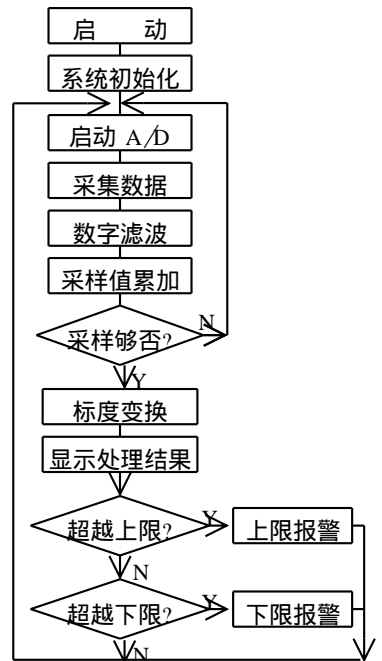 启 动
系统初始化
启动 A/D
采集数据
数字滤波
采样值累加
采样够否?
N
Y
标度变换
显示处理结果
超越上限?
Y
上限报警
N
超越下限?
Y
下限报警
N